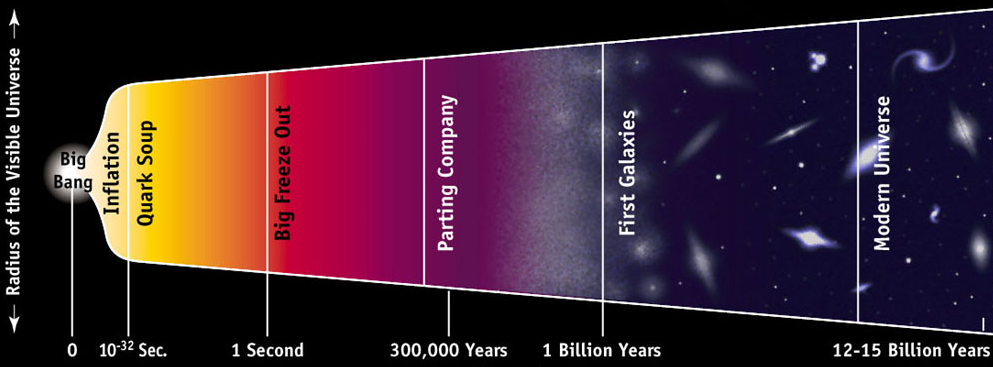 Radius of the Visible Universe
Big
Bang
Inflation
Quark Soup
Big Freeze Out
Parting Company
First Galaxies
Modern Universe
0
10-32 Sec.
1 Second
300,000 Years
1 Billion Years
12-15 Billion Years